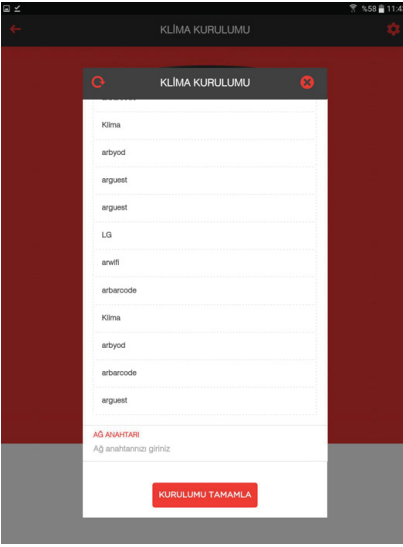 %58 11:4
KLİMA KURULUMU
KLİMA KURULUMU
arbarcode
Klima
arbyod
arguest
arguest
LG
arwifi
arbarcode
Klima
arbyod
arbarcode
arguest
AĞ ANAHTARI
Ağ anahtarınızı giriniz
KURULUMU TAMAMLA